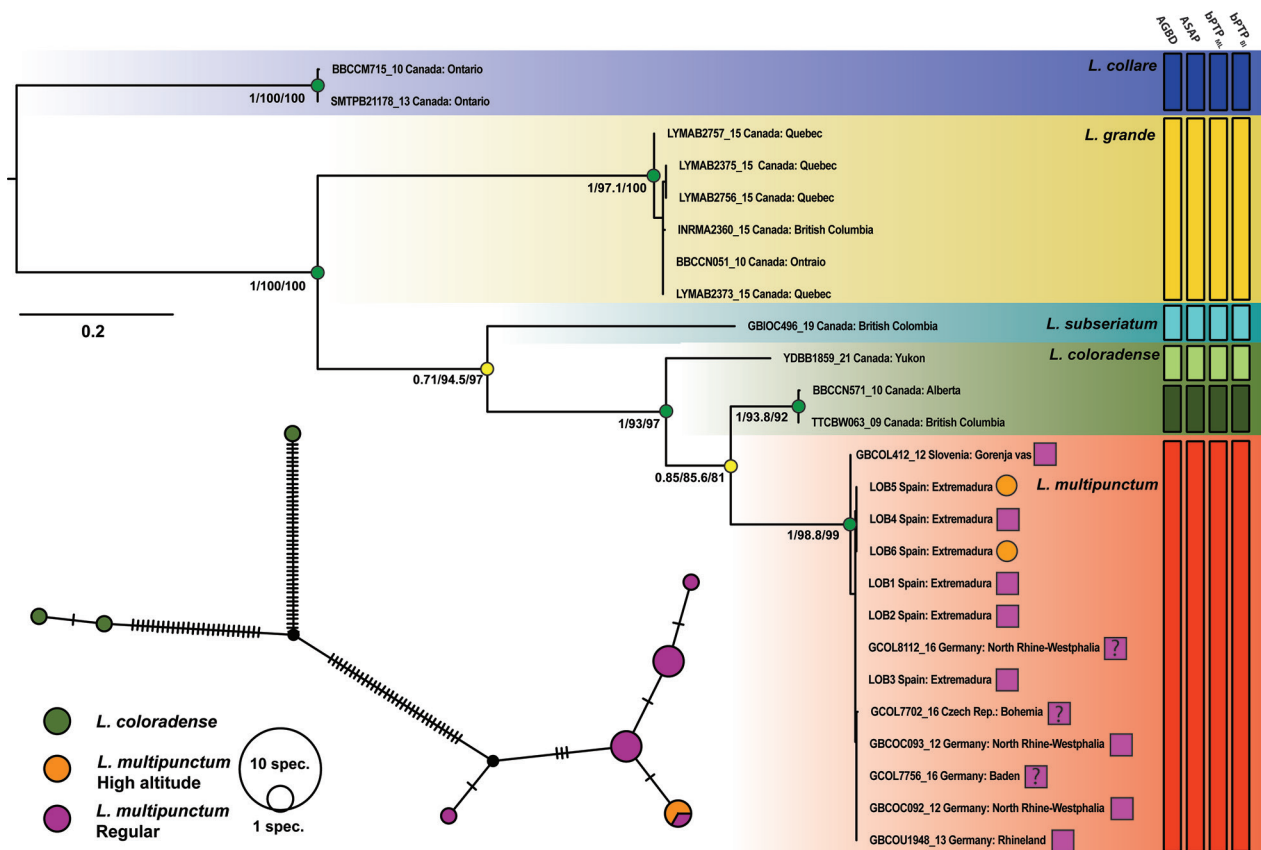 AGBD
ASAP
bPTP ML
bPTP BI
L. collare
BBCCM715_10 Canada: Ontario
1/100/100
SMTPB21178_13 Canada: Ontario
L. grande
LYMAB2757_15 Canada: Quebec
LYMAB2375_15 Canada: Quebec
1/97.1/100
LYMAB2756_15 Canada: Quebec
INRMA2360_15 Canada: British Columbia
BBCCN051_10 Canada: Ontraio
1/100/100
LYMAB2373_15 Canada: Quebec
0.2
L. subseriatum
GBIOC496_19 Canada: British Colombia
L. coloradense
YDBB1859_21 Canada: Yukon
0.71/94.5/97
BBCCN571_10 Canada: Alberta
1/93.8/92
1/93/97
TTCBW063_09 Canada: British Columbia
GBCOL412_12 Slovenia: Gorenja vas
0.85/85.6/81
L. multipunctum
LOB5 Spain: Extremadura
LOB4 Spain: Extremadura
1/98.8/99
LOB6 Spain: Extremadura
LOB1 Spain: Extremadura
LOB2 Spain: Extremadura
GCOL8112_16 Germany: North Rhine-Westphalia ?
LOB3 Spain: Extremadura
GCOL7702_16 Czech Rep.: Bohemia ?
GBCOC093_12 Germany: North Rhine-Westphalia
GCOL7756_16 Germany: Baden ?
GBCOC092_12 Germany: North Rhine-Westphalia
GBCOU1948_13 Germany: Rhineland
L. coloradense
L. multipunctum
High altitude
L. multipunctum
Regular
10 spec.
1 spec.